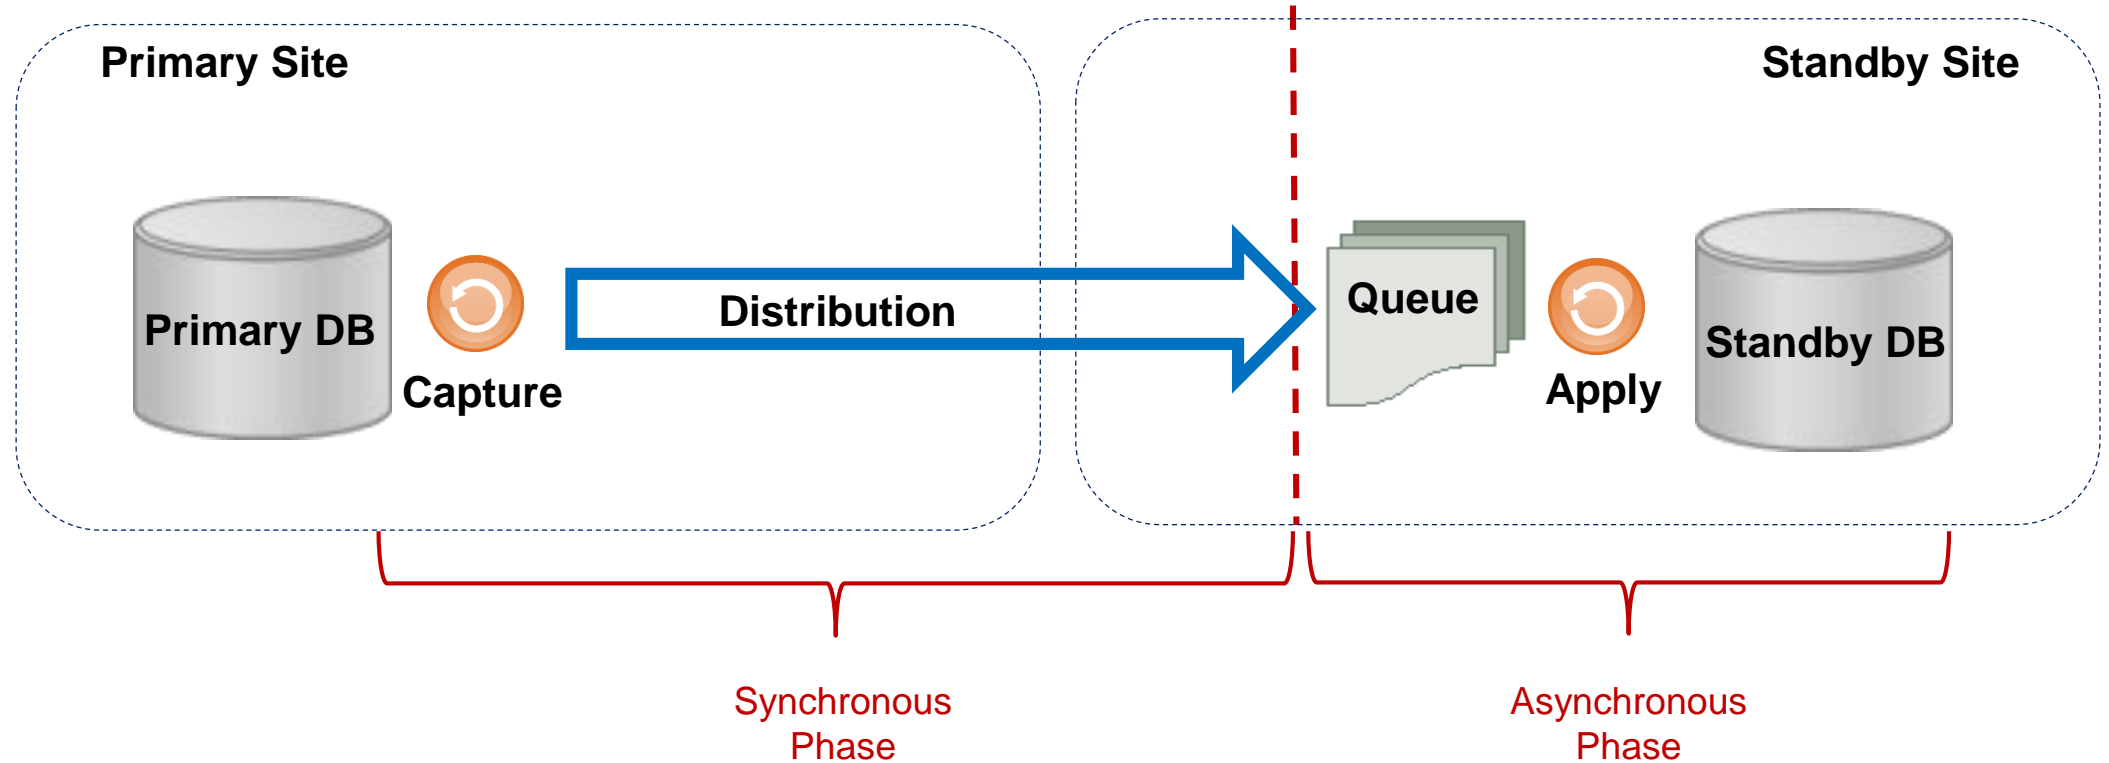 Primary Site
Standby Site
Primary DB
Capture
Distribution
Queue
Apply
Standby DB
Synchronous
Phase
Asynchronous
Phase